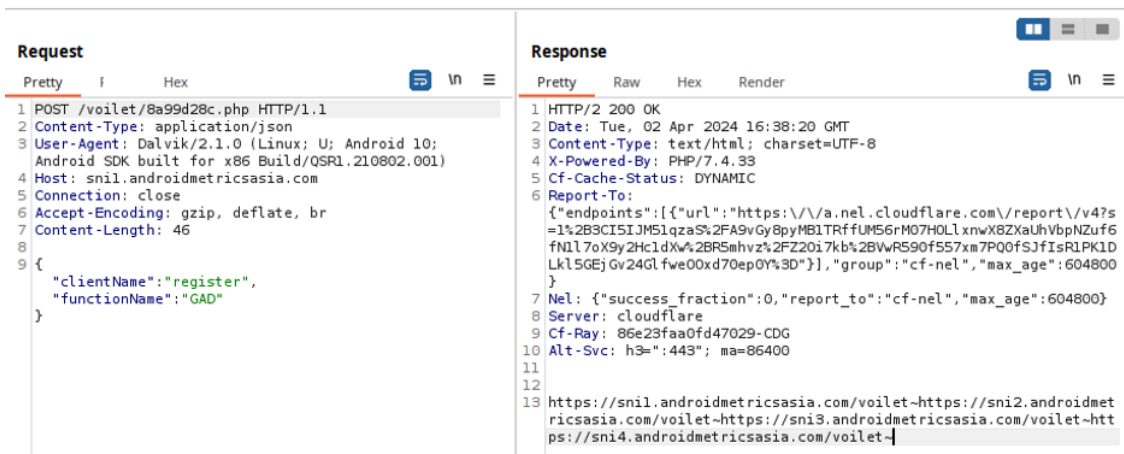 Request
Pretty
Hex
\n
1 POST /voilet/8a99d28c.php HTTP/1.1
2 Content-Type: application/json
3 User-Agent: Dalvik/2.1.0 (Linux; U; Android 10;
Android SDK built for x86 Build/QSR1.210802.001)
4 Host: sni1.androidmetricsasia.com
5 Connection: close
6 Accept-Encoding: gzip, deflate, br
7 Content-Length: 46
8
9 {
"clientName":"register",
"functionName":"GAD"
}
Response
Pretty Raw Hex Render
\n
1 HTTP/2 200 OK
2 Date: Tue, 02 Apr 2024 16:38:20 GMT
3 Content-Type: text/html; charset=UTF-8
4 X-Powered-By: PHP/7.4.33
5 Cf-Cache-Status: DYNAMIC
6 Report-To:
{"endpoints":[{"url":"https:\/\/a.nel.cloudflare.com\/report\/v4?s
}
7 Nel: {"success_fraction":0,"report_to":"cf-nel","max_age":604800}
8 Server: cloudflare
9 Cf-Ray: 86e23faa0fd47029-CDG
10 Alt-Svc: h3=":443"; ma=86400
11
12
13 https://sni1.androidmetricsasia.com/voilet~https://sni2.androidmet
ricsasia.com/voilet~https://sni3.androidmetricsasia.com/voilet~htt
ps://sni4.androidmetricsasia.com/voilet~